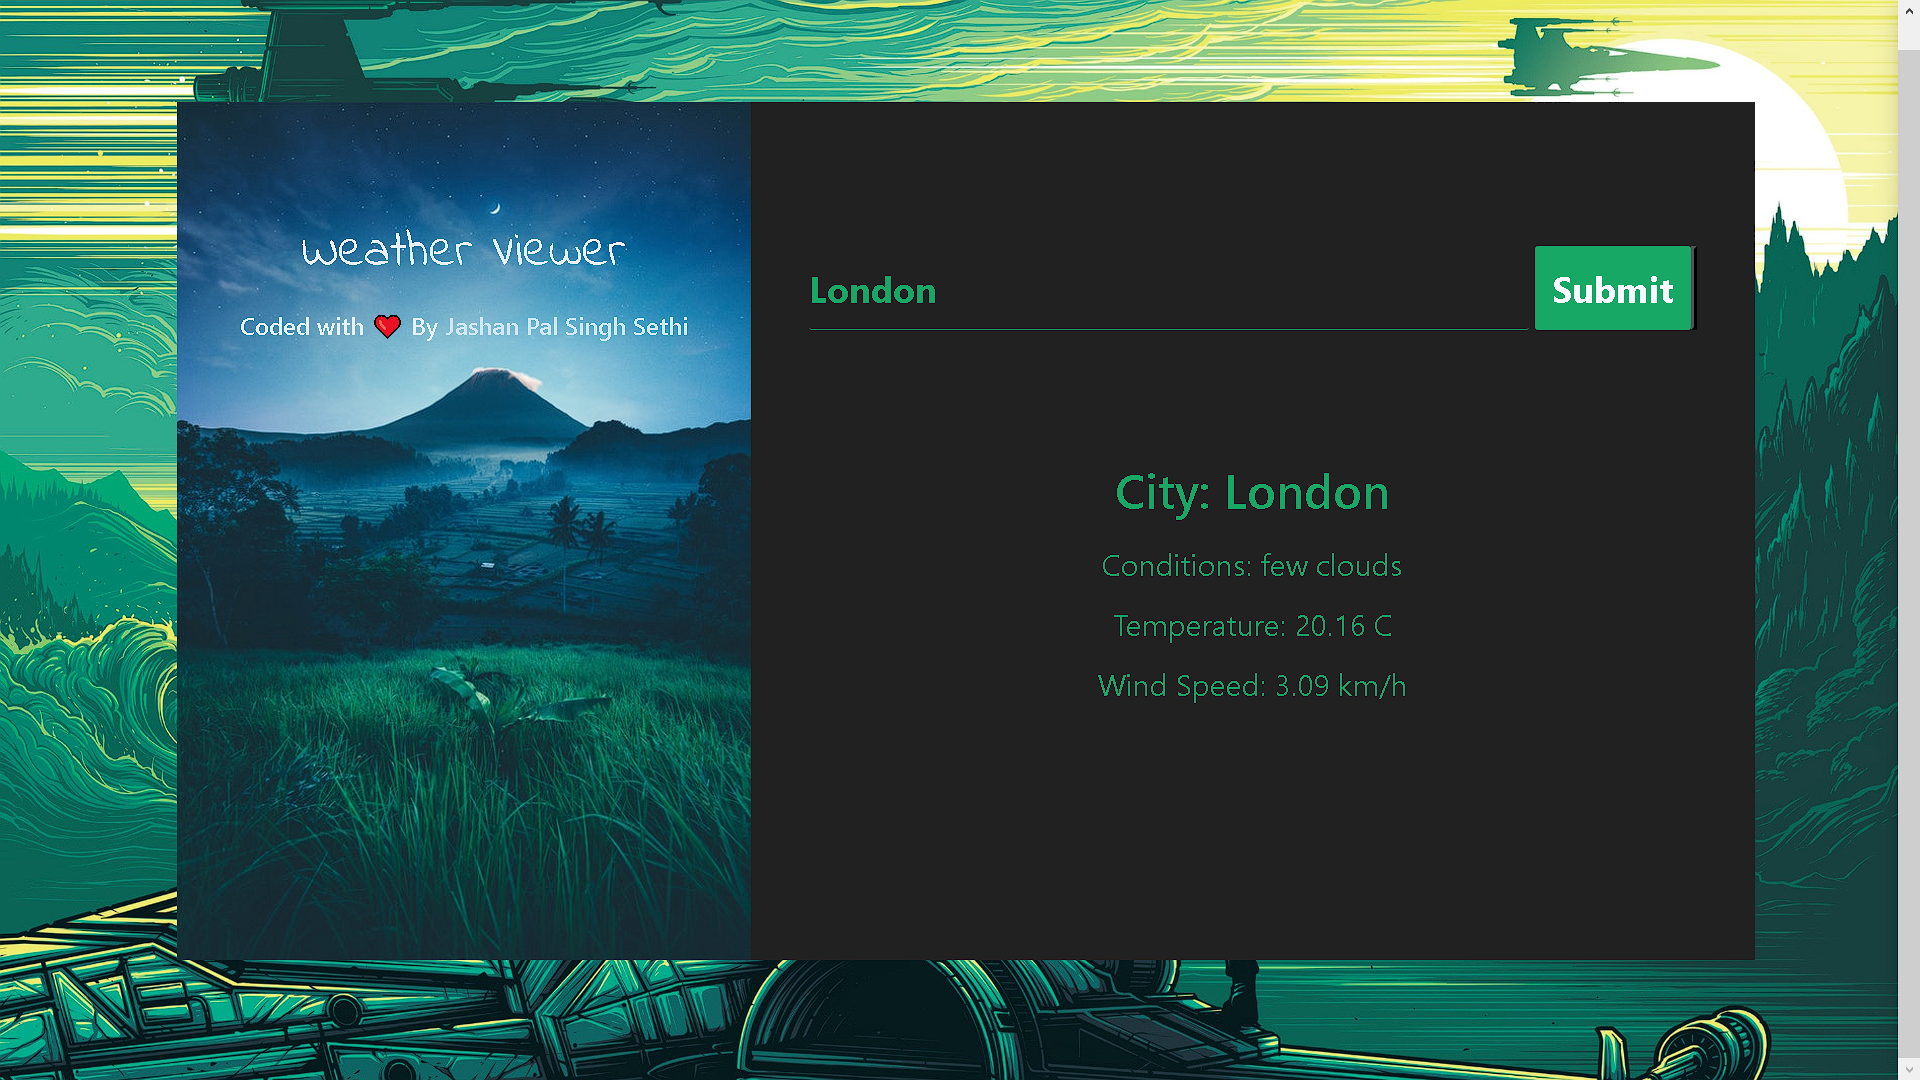 weather viewer
Coded with ❤️ By Jashan Pal Singh Sethi
London
Submit
City: London
Conditions: few clouds
Temperature: 20.16 C
Wind Speed: 3.09 km/h